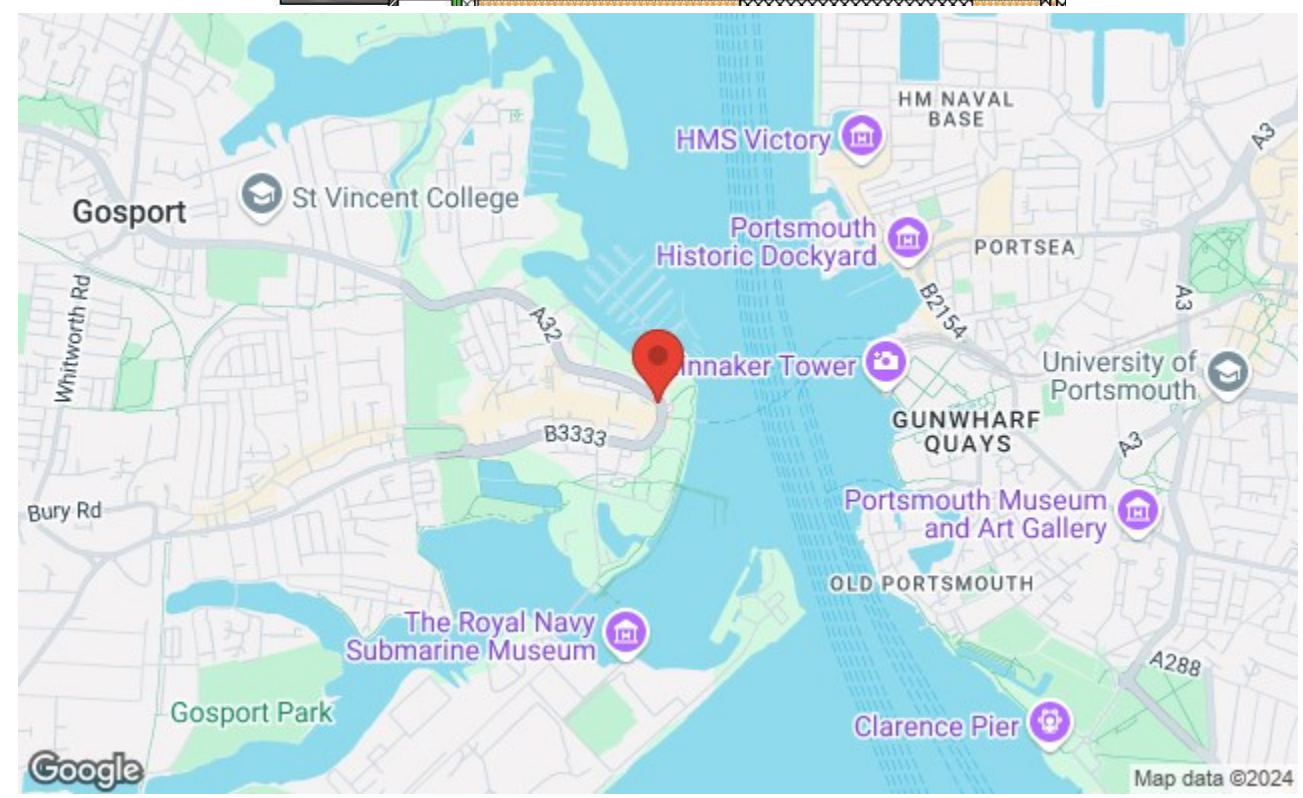 HM NAVAL
BASE
HMS Victory
A3
St Vincent College
Gosport
Portsmouth
Historic Dockyard
PORTSEA
Whitworth Rd
A32
B2154
A3
innaker Tower
University of
Portsmouth
GUNWHARF
QUAYS
B3333
A3
Bury Rd
Portsmouth Museum
and Art Gallery
OLD PORTSMOUTH
The Royal Navy
Submarine Museum
A288
Gosport Park
Clarence Pier
Google
Map data ©2024